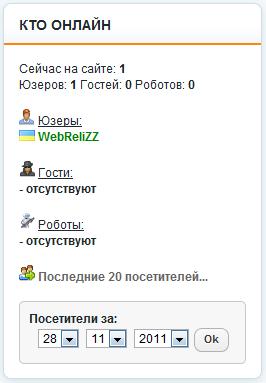 КТО ОНЛАЙН
Сейчас на сайте: 1
Юзеров: 1 Гостей: 0 Роботов: 0
Юзеры:
WebReliZZ
Гости:
- отсутствуют
Роботы:
- отсутствуют
Последние 20 посетителей...
Посетители за:
28 11 2011 Ok